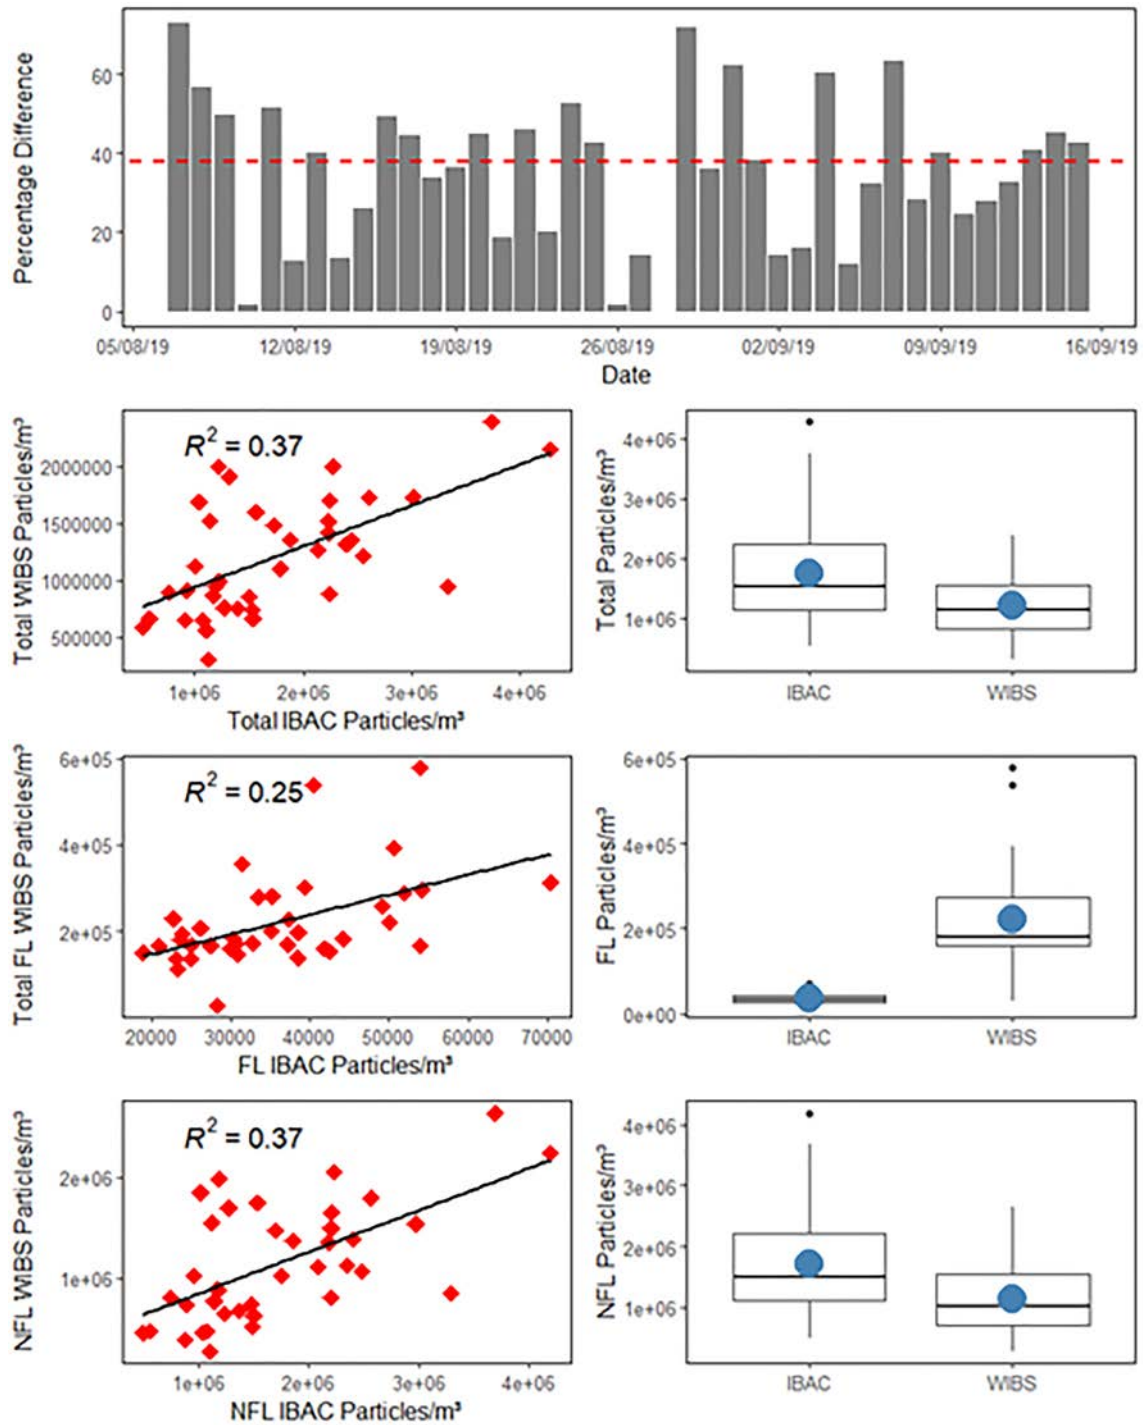 Percentage Difference
60
40
20
0
05/08/19 12/08/19 19/08/19 26/08/19 02/09/19 09/09/19 16/09/19
Date
Total WIBS Particles/m³
2000000
1500000
1000000
500000
R² = 0.37
1e+06 2e+06 3e+06 4e+06
Total IBAC Particles/m³
Total Particles/m³
4e+06
3e+06
2e+06
1e+06
IBAC WIBS
Total FL WIBS Particles/m³
6e+05
4e+05
2e+05
R² = 0.25
20000 30000 40000 50000 60000 70000
FL IBAC Particles/m³
FL Particles/m³
6e+05
4e+05
2e+05
0e+00
IBAC WIBS
NFL WIBS Particles/m³
2e+06
1e+06
R² = 0.37
1e+06 2e+06 3e+06 4e+06
NFL IBAC Particles/m³
NFL Particles/m³
4e+06
3e+06
2e+06
1e+06
IBAC WIBS